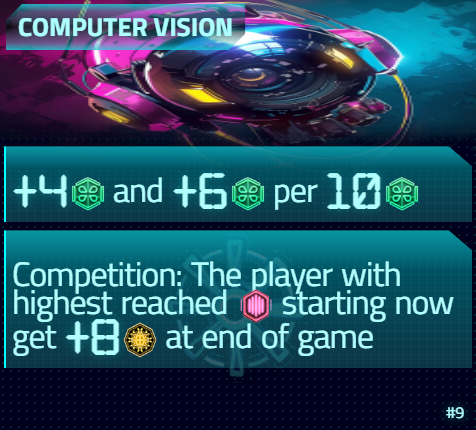 COMPUTER VISION
+4 and +6 per 10
Competition: The player with
highest reached starting now
get +8 at end of game
#9